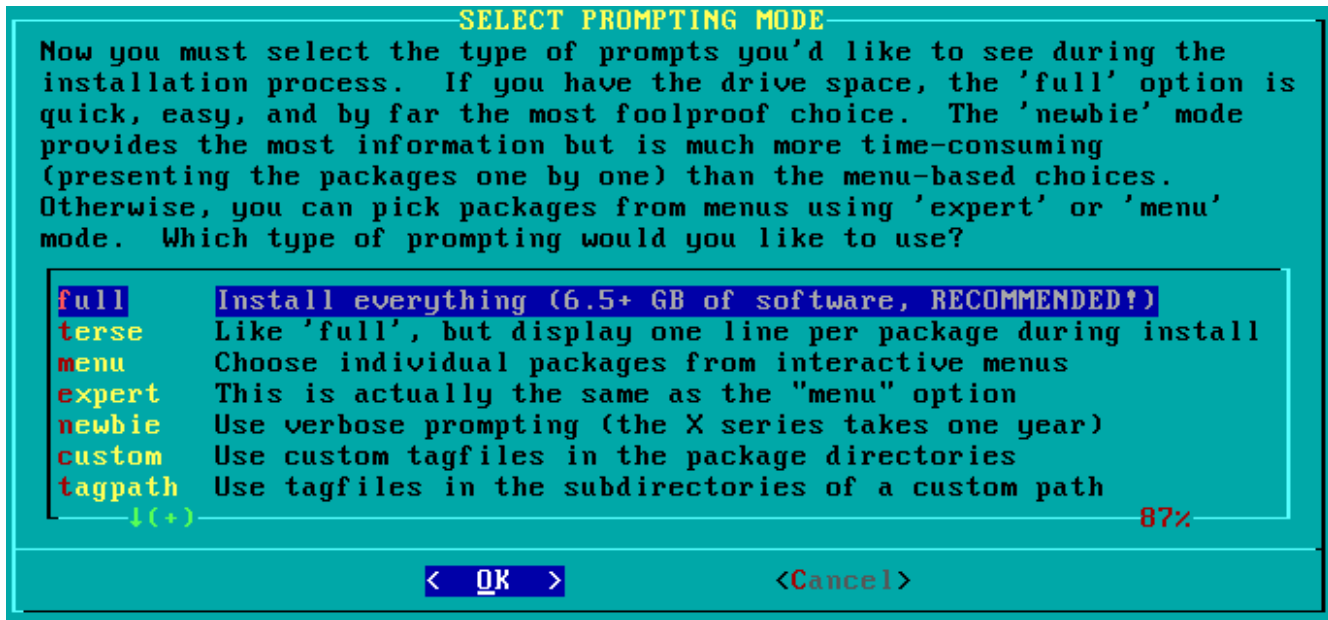 SELECT PROMPTING MODE
Now you must select the type of prompts you'd like to see during the
installation process.  If you have the drive space, the 'full' option is
quick, easy, and by far the most foolproof choice.  The 'newbie' mode
provides the most information but is much more time-consuming
(presenting the packages one by one) than the menu-based choices.
Otherwise, you can pick packages from menus using 'expert' or 'menu'
mode.  Which type of prompting would you like to use?
full Install everything (6.5+ GB of software, RECOMMENDED!)
terse Like 'full', but display one line per package during install
menu Choose individual packages from interactive menus
expert This is actually the same as the "menu" option
newbie Use verbose prompting (the X series takes one year)
custom Use custom tagfiles in the package directories
tagpath Use tagfiles in the subdirectories of a custom path
↓(+) 87%
< OK > <Cancel>